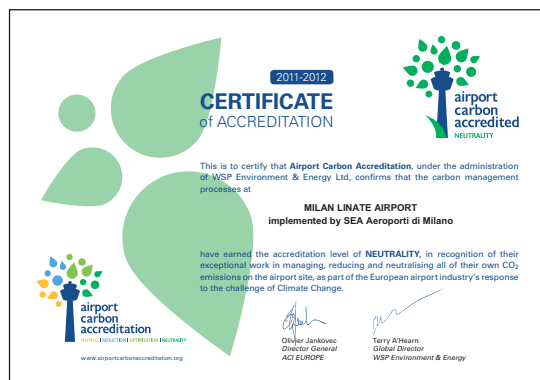 2011-2012
CERTIFICATE
of ACCREDITATION
airport
carbon
accredited
NEUTRALITY
This is to certify that Airport Carbon Accreditation, under the administration
of WSP Environment & Energy Ltd, confirms that the carbon management
processes at
MILAN LINATE AIRPORT
implemented by SEA Aeroporti di Milano
have earned the accreditation level of NEUTRALITY, in recognition of their
exceptional work in managing, reducing and neutralising all of their own CO₂
emissions on the airport site, as part of the European airport industry's response
to the challenge of Climate Change.
airport
carbon
accreditation
MAPPING | REDUCTION | OPTIMISATION | NEUTRALITY
www.airportcarbonaccreditation.org
Olivier Jankovec
Director General
ACI EUROPE
Terry A'Hearn
Global Director
WSP Environment & Energy